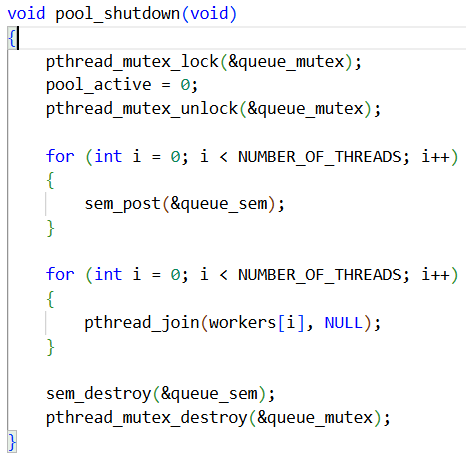 void pool_shutdown(void)
{
    pthread_mutex_lock(&queue_mutex);
    pool_active = 0;
    pthread_mutex_unlock(&queue_mutex);

    for (int i = 0; i < NUMBER_OF_THREADS; i++)
    {
        sem_post(&queue_sem);
    }

    for (int i = 0; i < NUMBER_OF_THREADS; i++)
    {
        pthread_join(workers[i], NULL);
    }

    sem_destroy(&queue_sem);
    pthread_mutex_destroy(&queue_mutex);
}